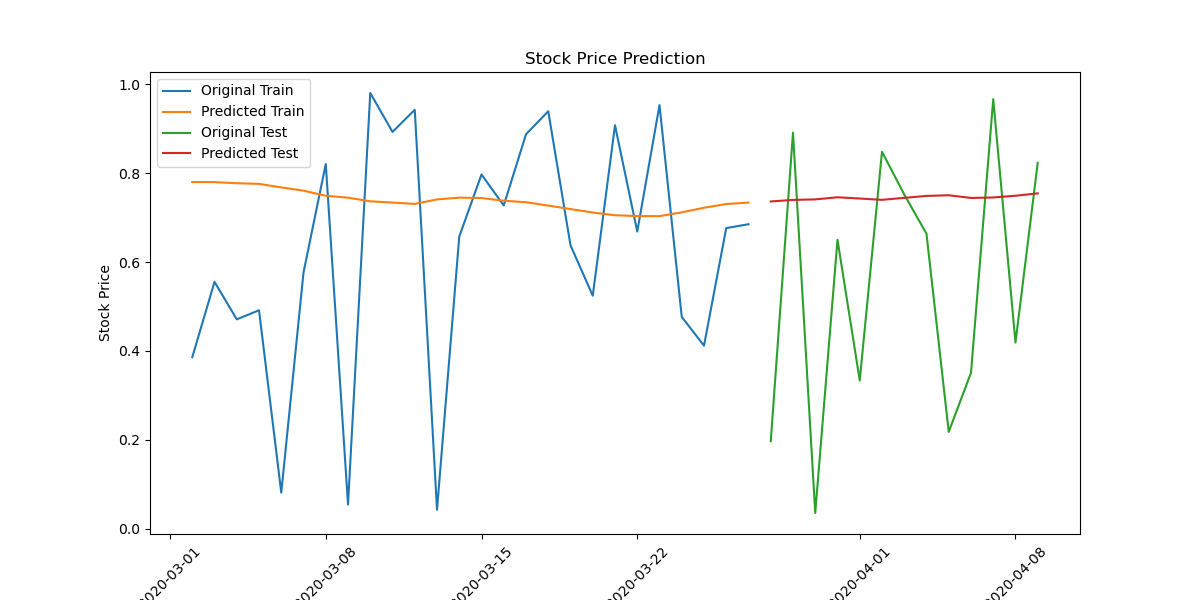 Stock Price Prediction
Original Train
Predicted Train
Original Test
Predicted Test
Stock Price
1.0
0.8
0.6
0.4
0.2
0.0
2020-03-01
2020-03-08
2020-03-15
2020-03-22
2020-04-01
2020-04-08